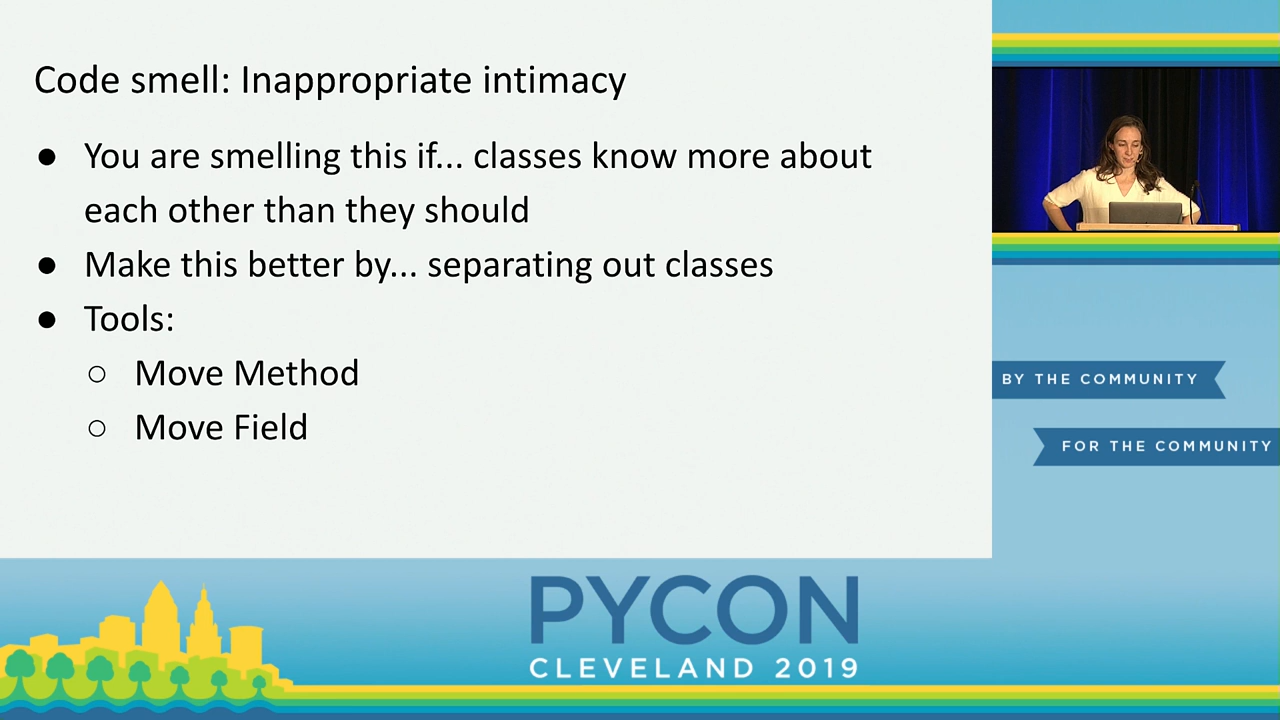 Code smell: Inappropriate intimacy
● You are smelling this if... classes know more about
each other than they should
● Make this better by... separating out classes
● Tools:
○ Move Method
○ Move Field
BY THE COMMUNITY
FOR THE COMMUNITY
PYCON
CLEVELAND 2019